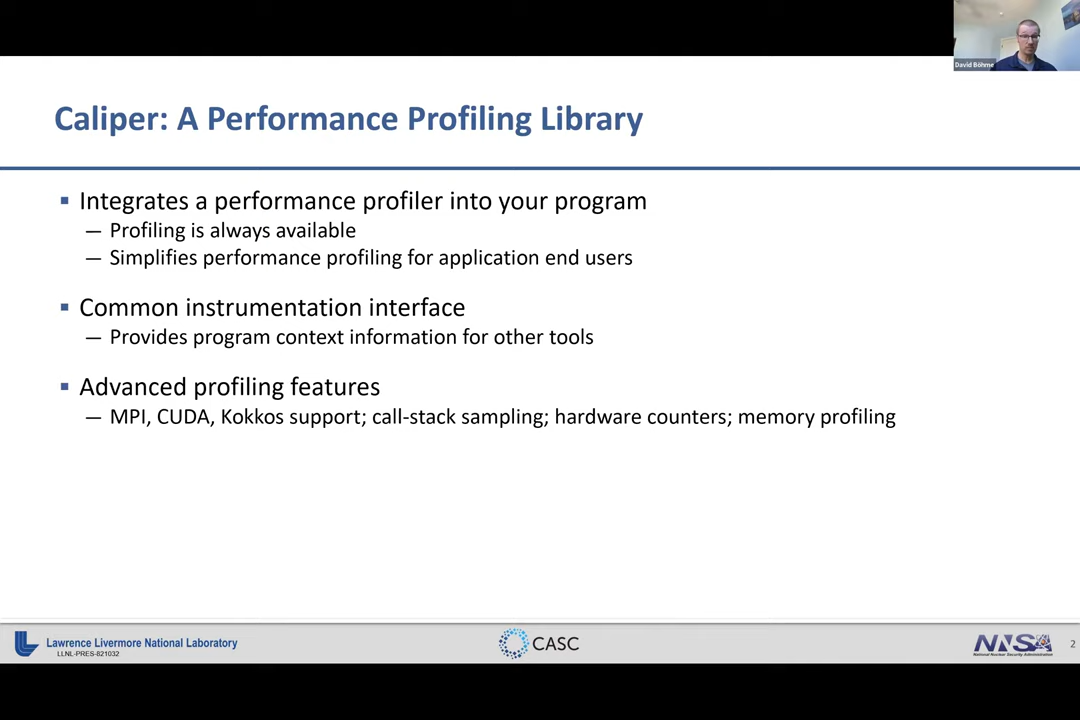 David Böhme
Caliper: A Performance Profiling Library
▪ Integrates a performance profiler into your program
— Profiling is always available
— Simplifies performance profiling for application end users
▪ Common instrumentation interface
— Provides program context information for other tools
▪ Advanced profiling features
— MPI, CUDA, Kokkos support; call-stack sampling; hardware counters; memory profiling
Lawrence Livermore National Laboratory
LLNL-PRES-821032
CASC
NNSA
National Nuclear Security Administration
2